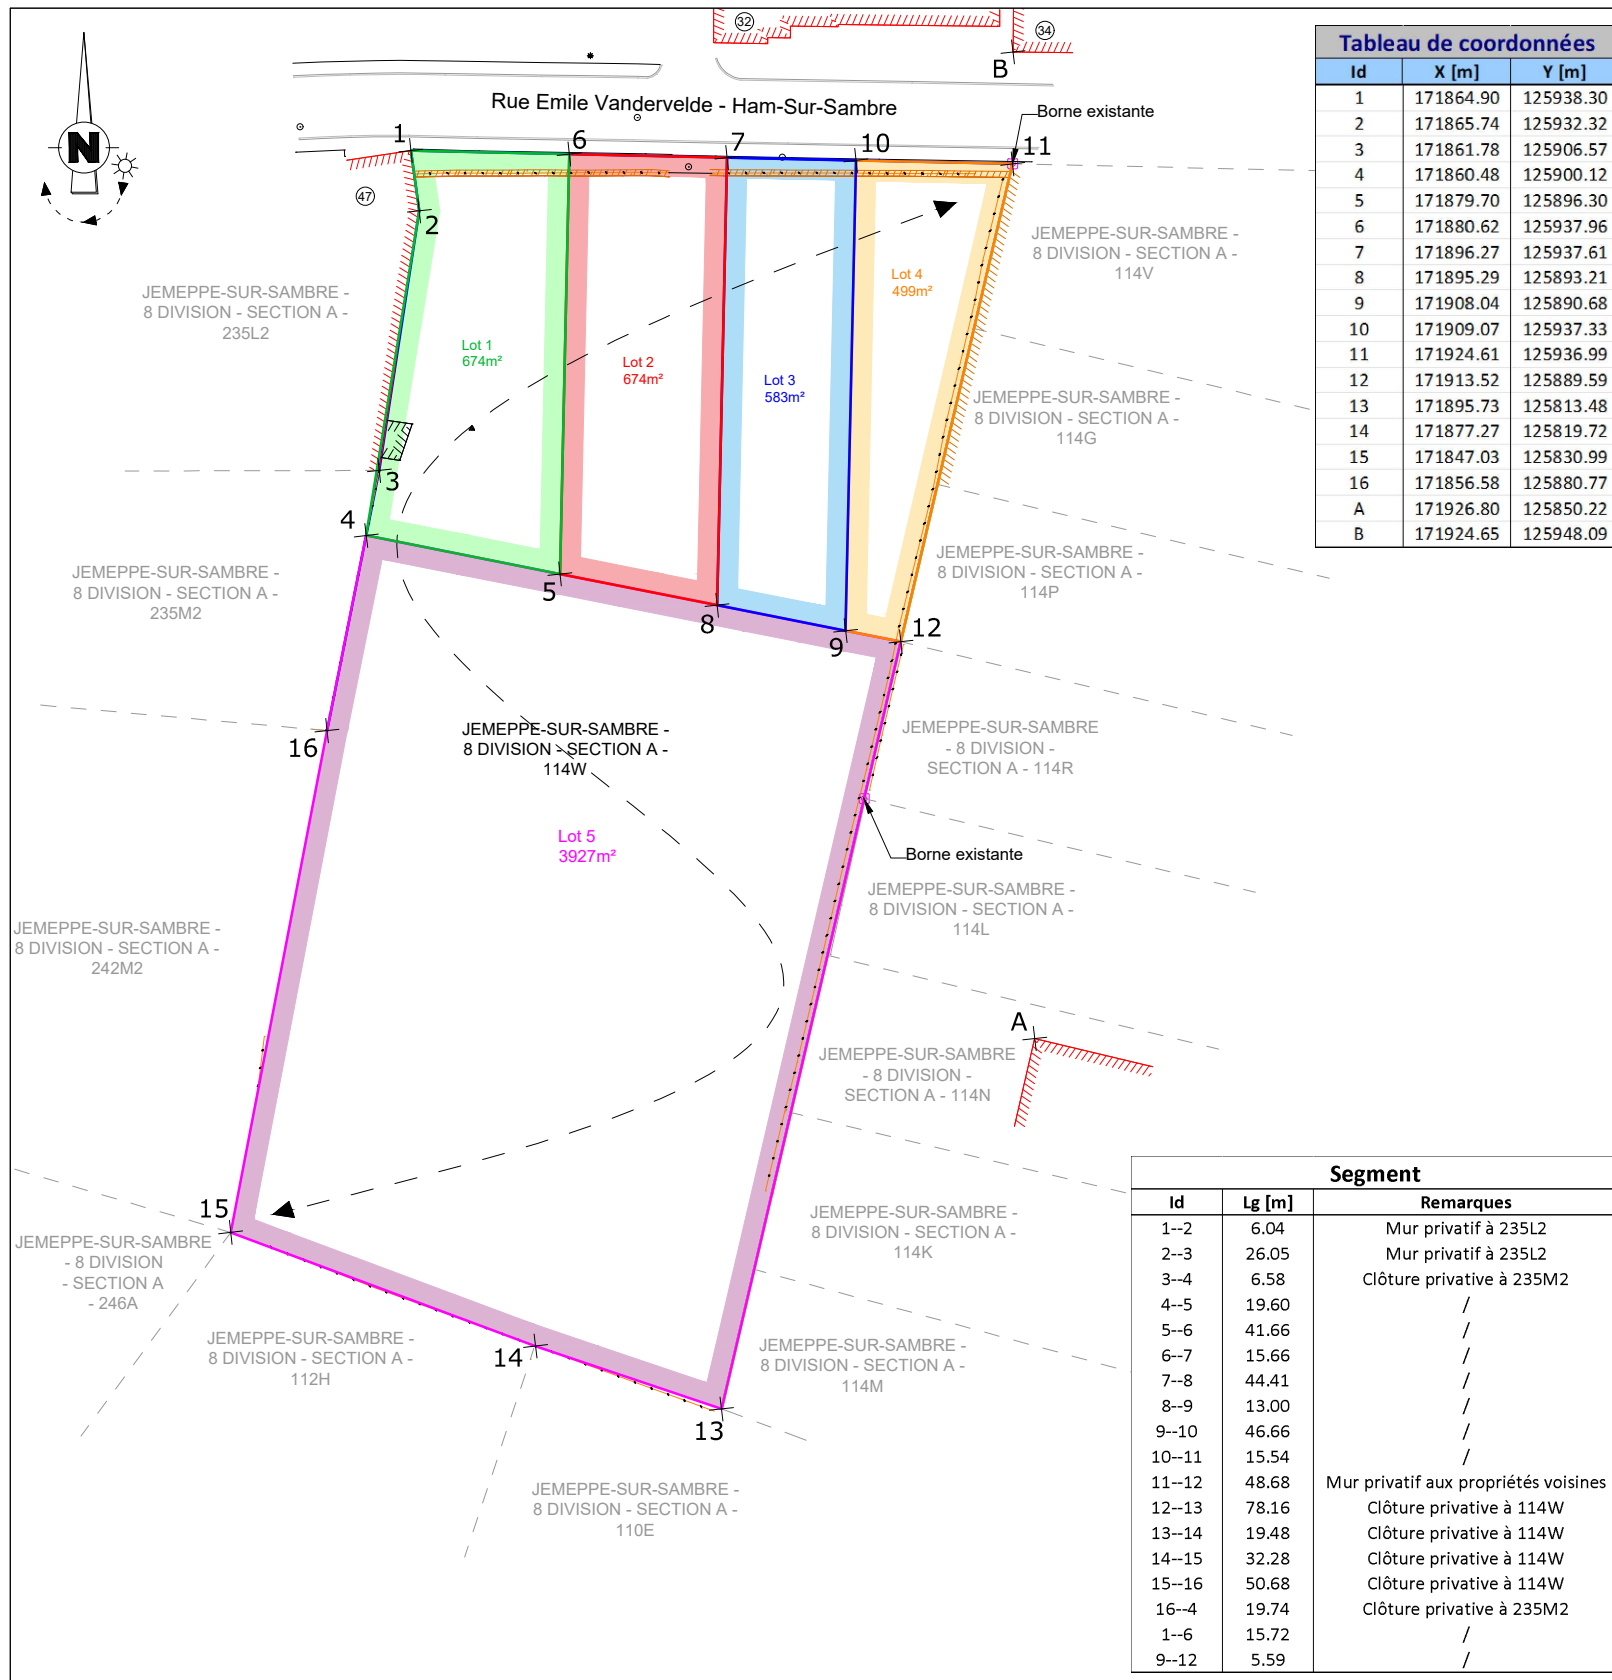 32
34
B
Rue Emile Vandervelde - Ham-Sur-Sambre
Borne existante
N
1
6
7
10
11
47
2
JEMEPPE-SUR-SAMBRE -
8 DIVISION - SECTION A -
114V
JEMEPPE-SUR-SAMBRE -
8 DIVISION - SECTION A -
235L2
Lot 4
499m²
Lot 1
674m²
Lot 2
674m²
Lot 3
583m²
JEMEPPE-SUR-SAMBRE -
8 DIVISION - SECTION A -
114G
3
4
5
8
9
12
JEMEPPE-SUR-SAMBRE -
8 DIVISION - SECTION A -
114P
JEMEPPE-SUR-SAMBRE -
8 DIVISION - SECTION A -
235M2
16
JEMEPPE-SUR-SAMBRE -
8 DIVISION - SECTION A -
114W
JEMEPPE-SUR-SAMBRE
- 8 DIVISION -
SECTION A - 114R
Lot 5
3927m²
Borne existante
JEMEPPE-SUR-SAMBRE -
8 DIVISION - SECTION A -
114L
JEMEPPE-SUR-SAMBRE -
8 DIVISION - SECTION A -
242M2
A
JEMEPPE-SUR-SAMBRE
- 8 DIVISION -
SECTION A - 114N
15
JEMEPPE-SUR-SAMBRE
- 8 DIVISION
- SECTION A
- 246A
JEMEPPE-SUR-SAMBRE -
8 DIVISION - SECTION A -
114K
JEMEPPE-SUR-SAMBRE -
8 DIVISION - SECTION A -
112H
14
JEMEPPE-SUR-SAMBRE -
8 DIVISION - SECTION A -
114M
13
JEMEPPE-SUR-SAMBRE -
8 DIVISION - SECTION A -
110E
Tableau de coordonnées
Id X [m] Y [m]
1 171864.90 125938.30
2 171865.74 125932.32
3 171861.78 125906.57
4 171860.48 125900.12
5 171879.70 125896.30
6 171880.62 125937.96
7 171896.27 125937.61
8 171895.29 125893.21
9 171908.04 125890.68
10 171909.07 125937.33
11 171924.61 125936.99
12 171913.52 125889.59
13 171895.73 125813.48
14 171877.27 125819.72
15 171847.03 125830.99
16 171856.58 125880.77
A 171926.80 125850.22
B 171924.65 125948.09
Segment
Id Lg [m] Remarques
1--2 6.04 Mur privatif à 235L2
2--3 26.05 Mur privatif à 235L2
3--4 6.58 Clôture privative à 235M2
4--5 19.60 /
5--6 41.66 /
6--7 15.66 /
7--8 44.41 /
8--9 13.00 /
9--10 46.66 /
10--11 15.54 /
11--12 48.68 Mur privatif aux propriétés voisines
12--13 78.16 Clôture privative à 114W
13--14 19.48 Clôture privative à 114W
14--15 32.28 Clôture privative à 114W
15--16 50.68 Clôture privative à 114W
16--4 19.74 Clôture privative à 235M2
1--6 15.72 /
9--12 5.59 /